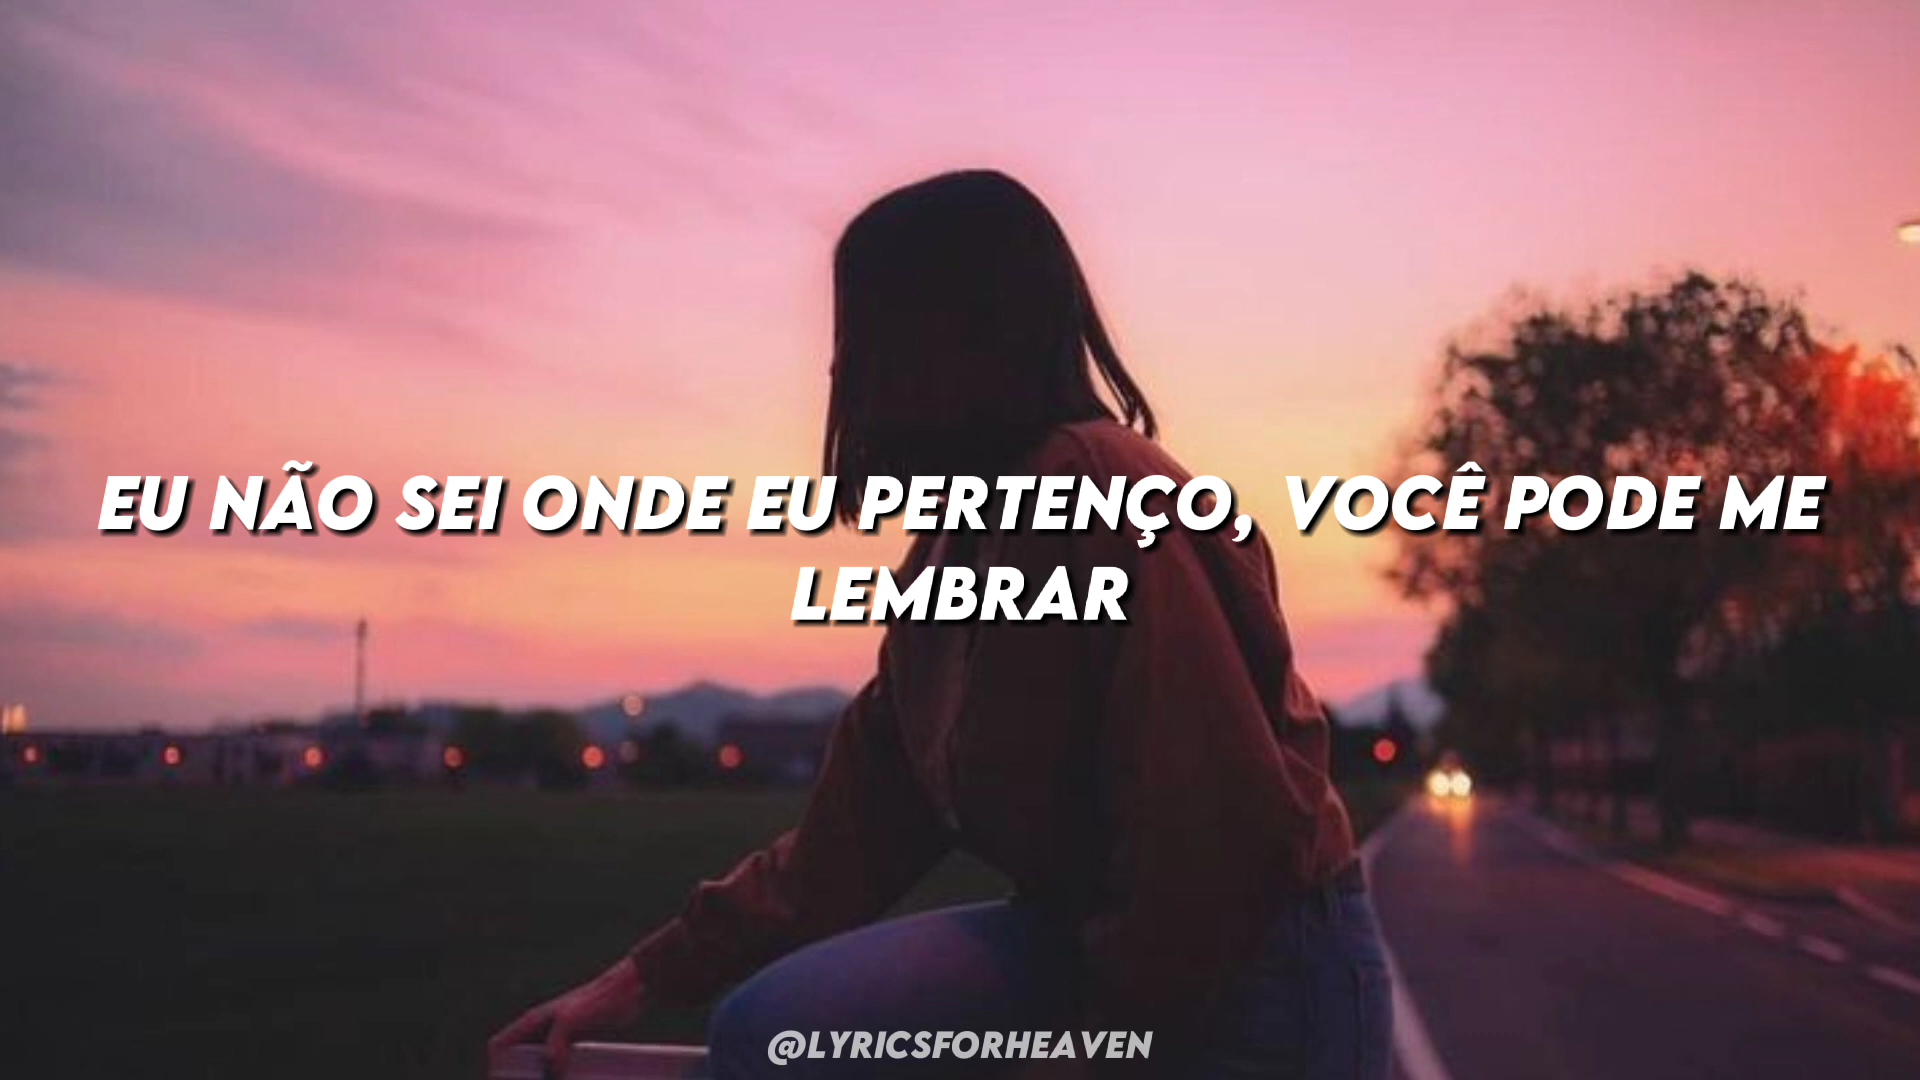 EU NÃO SEI ONDE EU PERTENÇO, VOCÊ PODE ME
LEMBRAR
@LYRICSFORHEAVEN